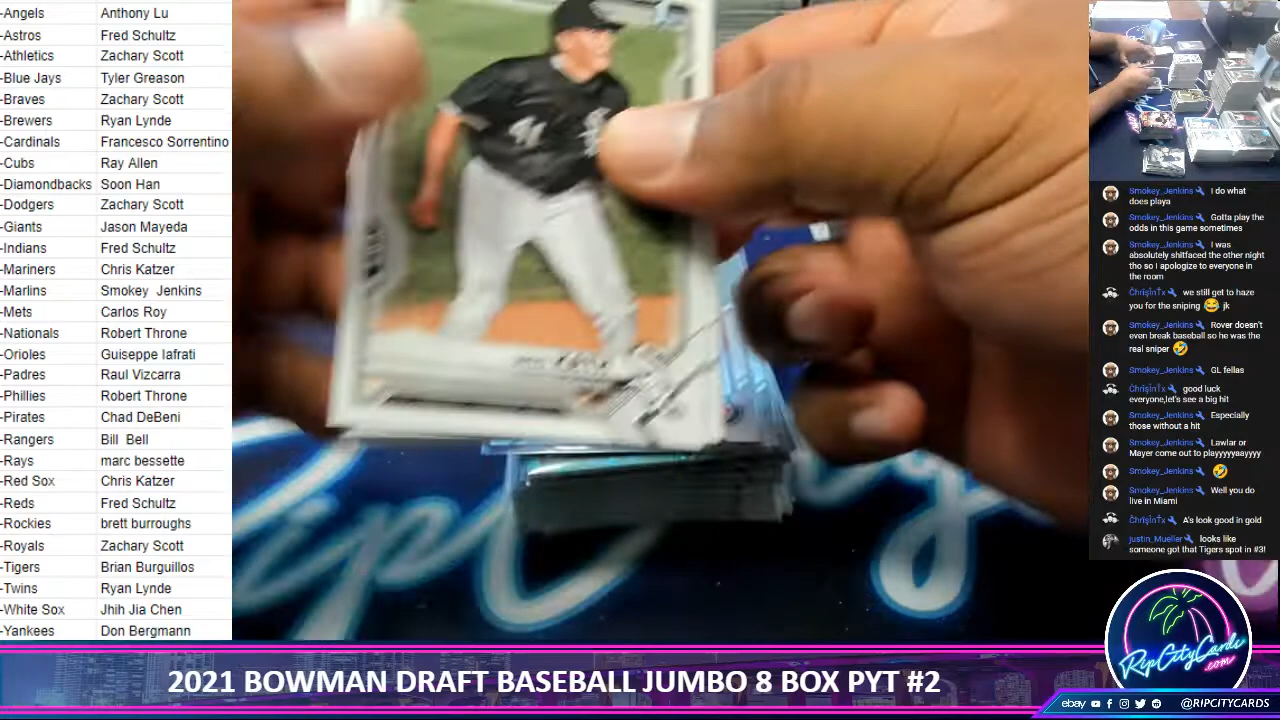 -Angels Anthony Lu
-Astros Fred Schultz
-Athletics Zachary Scott
-Blue Jays Tyler Greason
-Braves Zachary Scott
-Brewers Ryan Lynde
-Cardinals Francesco Sorrentino
-Cubs Ray Allen
-Diamondbacks Soon Han
-Dodgers Zachary Scott
-Giants Jason Mayeda
-Indians Fred Schultz
-Mariners Chris Katzer
-Marlins Smokey Jenkins
-Mets Carlos Roy
-Nationals Robert Throne
-Orioles Guiseppe Iafrati
-Padres Raul Vizcarra
-Phillies Robert Throne
-Pirates Chad DeBeni
-Rangers Bill Bell
-Rays marc bessette
-Red Sox Chris Katzer
-Reds Fred Schultz
-Rockies brett burroughs
-Royals Zachary Scott
-Tigers Brian Burguillos
-Twins Ryan Lynde
-White Sox Jhih Jia Chen
-Yankees Don Bergmann
Smokey_Jenkins I do what
does playa
Smokey_Jenkins Gotta play the
odds in this game sometimes
Smokey_Jenkins I was
absolutely shitfaced the other night
tho so I apologize to everyone in
the room
we still get to haze
you for the sniping 😂 jk
Smokey_Jenkins Rover doesn't
even break baseball so he was the
real sniper 🤣
Smokey_Jenkins GL fellas
good luck
everyone,let's see a big hit
Smokey_Jenkins Especially
those without a hit
Smokey_Jenkins Lawlar or
Mayer come out to playyyyyaayyyy
Smokey_Jenkins 🤣
Smokey_Jenkins Well you do
live in Miami
A's look good in gold
justin_Mueller looks like
someone got that Tigers spot in #3!
RipCityCards
.com
2021 BOWMAN DRAFT BASEBALL JUMBO 8 BOX PYT #2
ebay @RIPCITYCARDS